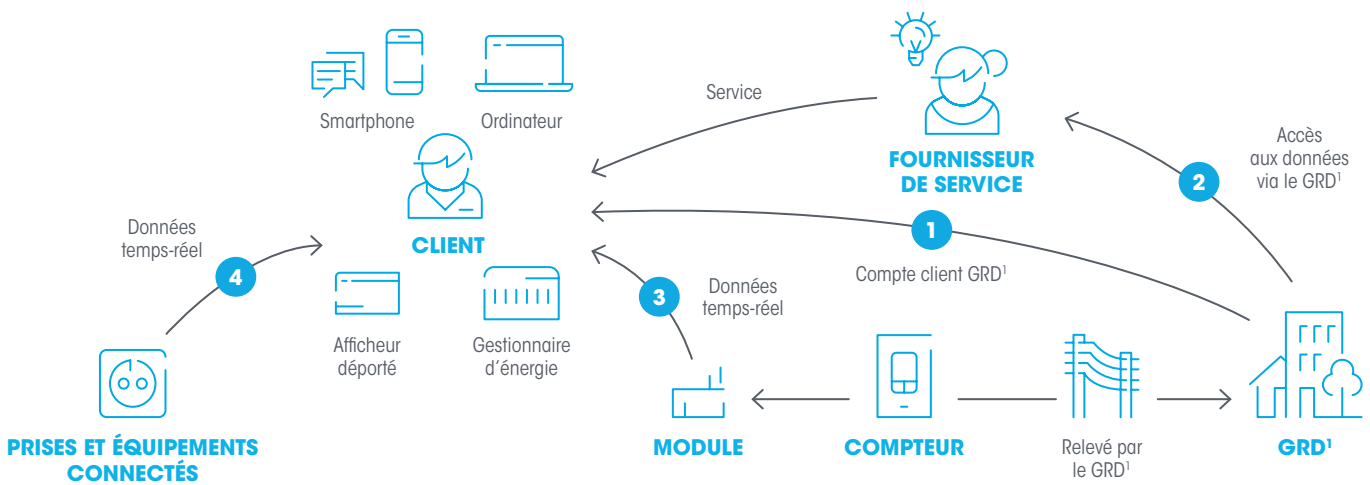 Smartphone
Ordinateur
Service
FOURNISSEUR
DE SERVICE
Accès
aux données
via le GRD¹
2
CLIENT
1
Compte client GRD¹
Données
temps-réel
4
Données
temps-réel
3
Afficheur
déporté
Gestionnaire
d'énergie
PRISES ET ÉQUIPEMENTS
CONNECTÉS
MODULE
COMPTEUR
Relevé par
le GRD¹
GRD¹